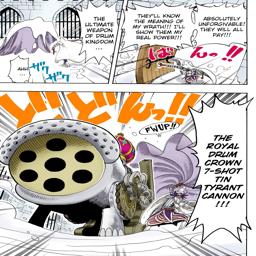 ABSOLUTELY
UNFORGIVABLE!
THEY WILL ALL
PAY!!!
THEY'LL KNOW
THE MEANING OF
MY WRATH!!! I'LL
SHOW THEM MY
REAL POWER!!!
THE
ULTIMATE
WEAPON
OF DRUM
KINGDOM...
FWUP!!
THE
ROYAL
DRUM
CROWN
7-SHOT
TIN
TYRANT
CANNON
!!!